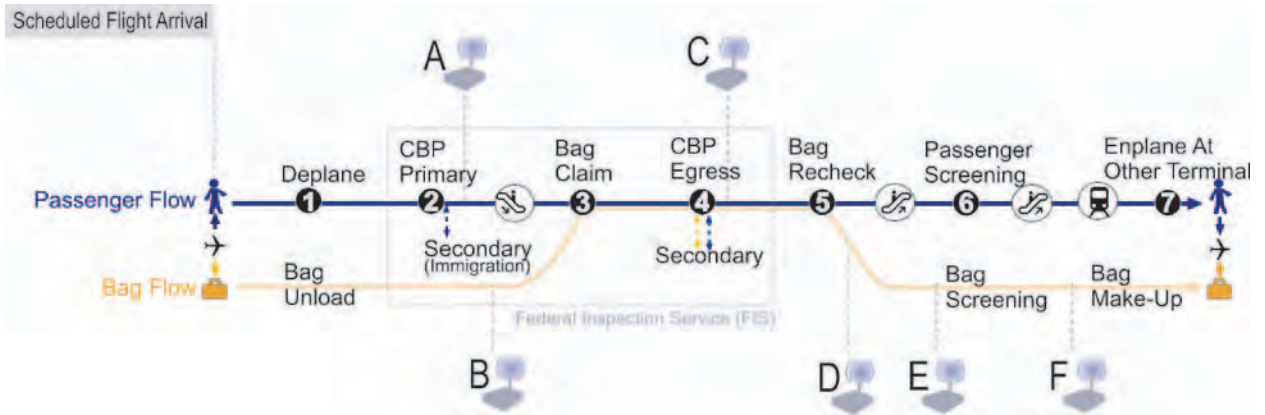 Scheduled Flight Arrival
A
C
Deplane
CBP
Primary
Bag
Claim
CBP
Egress
Bag
Recheck
Passenger
Screening
Enplane At
Other Terminal
Passenger Flow
1
2
3
4
5
6
7
Secondary
(Immigration)
Secondary
Bag Flow
Bag
Unload
Bag
Screening
Bag
Make-Up
Federal Inspection Service (FIS)
B
D
E
F